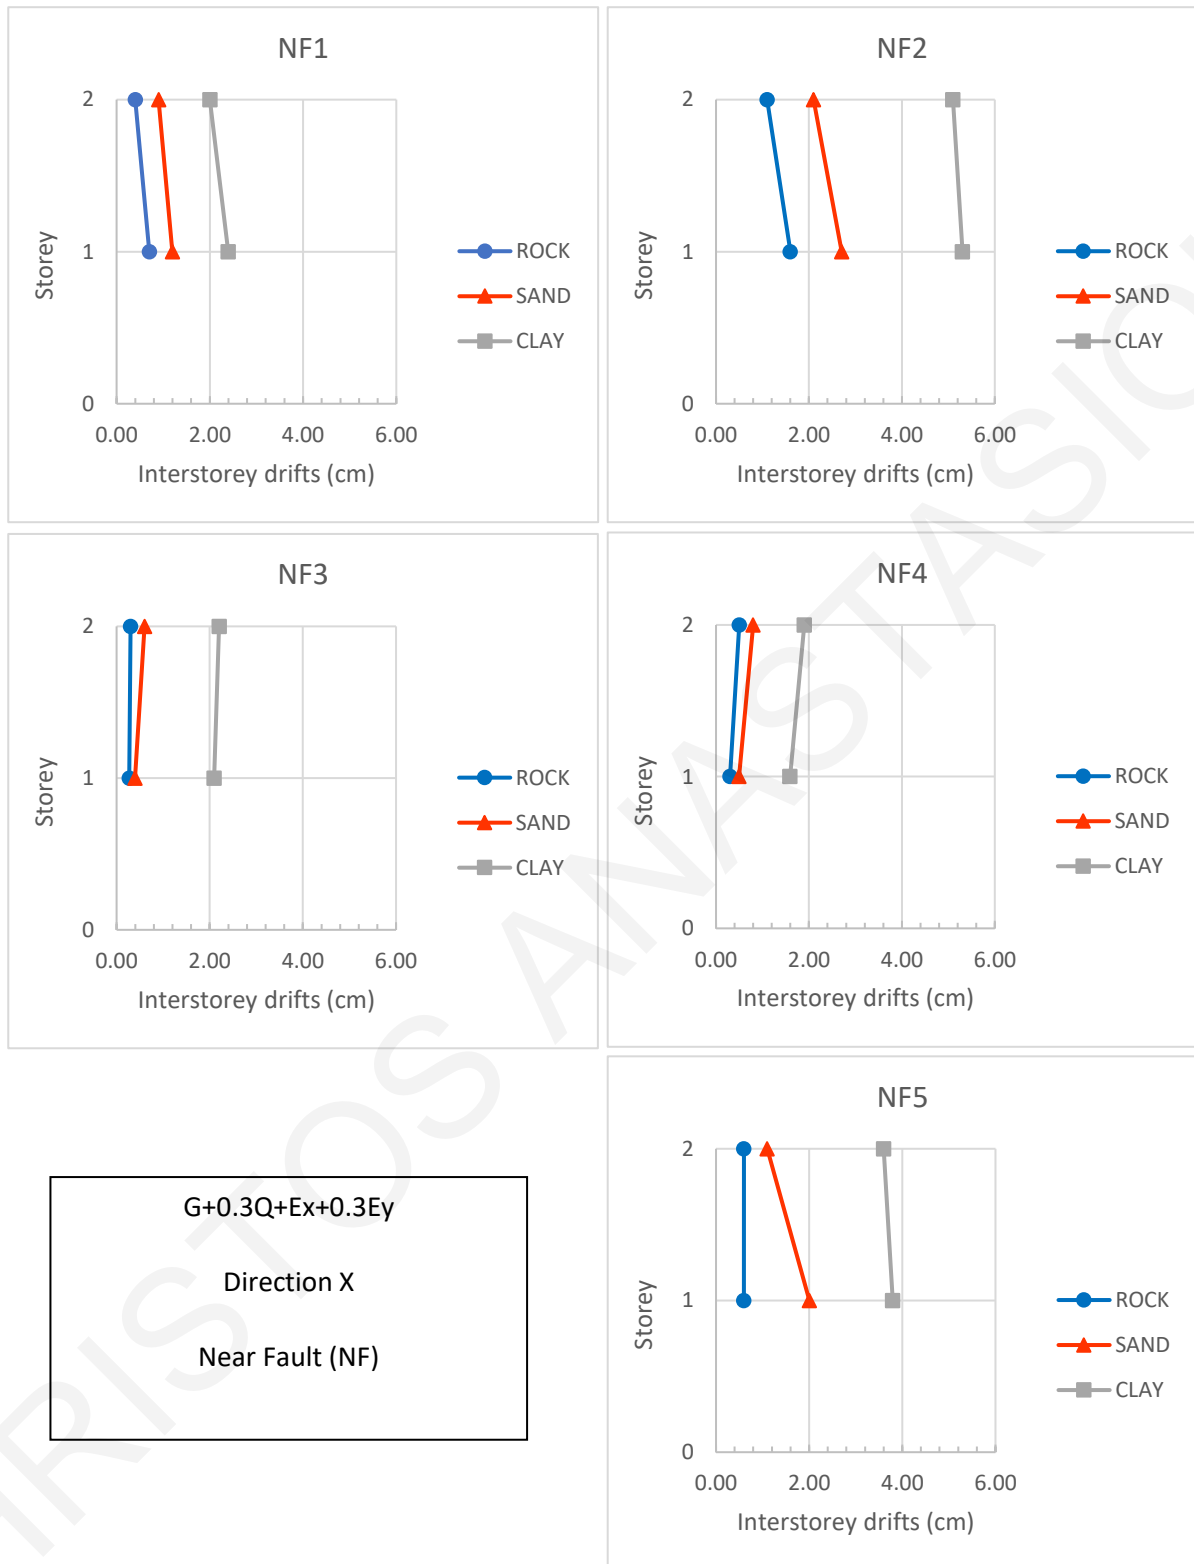 NF1
2
1
0
Storey
0.00 2.00 4.00 6.00
Interstorey drifts (cm)
ROCK
SAND
CLAY
NF2
2
1
0
Storey
0.00 2.00 4.00 6.00
Interstorey drifts (cm)
ROCK
SAND
CLAY
NF3
2
1
0
Storey
0.00 2.00 4.00 6.00
Interstorey drifts (cm)
ROCK
SAND
CLAY
NF4
2
1
0
Storey
0.00 2.00 4.00 6.00
Interstorey drifts (cm)
ROCK
SAND
CLAY
G+0.3Q+Ex+0.3Ey
Direction X
Near Fault (NF)
NF5
2
1
0
Storey
0.00 2.00 4.00 6.00
Interstorey drifts (cm)
ROCK
SAND
CLAY
RISTOS ANASTASIO